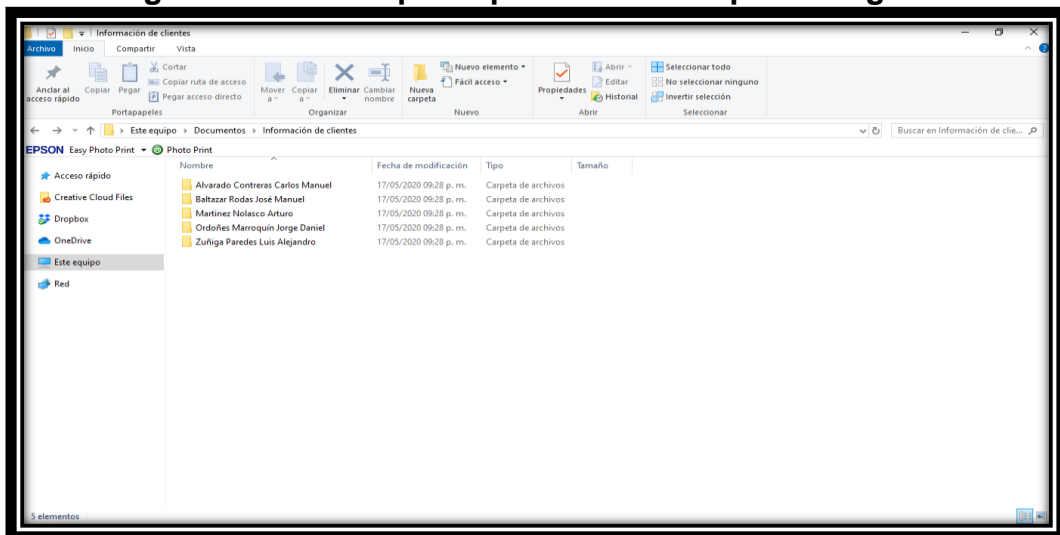 Información de clientes
Archivo Inicio Compartir Vista
Anclar al acceso rápido
Copiar
Pegar
Cortar
Copiar ruta de acceso
Pegar acceso directo
Portapapeles
Mover a
Copiar a
Eliminar
Cambiar nombre
Organizar
Nueva carpeta
Nuevo elemento
Fácil acceso
Nuevo
Propiedades
Abrir
Editar
Historial
Abrir
Seleccionar todo
No seleccionar ninguno
Invertir selección
Seleccionar
Este equipo > Documentos > Información de clientes
Buscar en Información de clie...
EPSON Easy Photo Print Photo Print
Nombre Fecha de modificación Tipo Tamaño
Acceso rápido
Creative Cloud Files
Dropbox
OneDrive
Este equipo
Red
Alvarado Contreras Carlos Manuel 17/05/2020 09:28 p. m. Carpeta de archivos
Baltazar Rodas José Manuel 17/05/2020 09:28 p. m. Carpeta de archivos
Martinez Nolasco Arturo 17/05/2020 09:28 p. m. Carpeta de archivos
Ordoñes Marroquín Jorge Daniel 17/05/2020 09:28 p. m. Carpeta de archivos
Zuñiga Paredes Luis Alejandro 17/05/2020 09:28 p. m. Carpeta de archivos
5 elementos